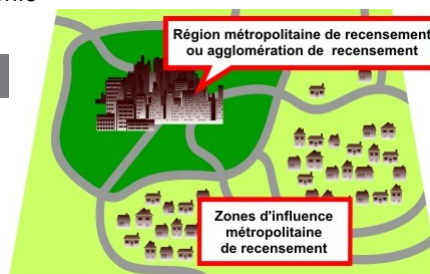 Région métropolitaine de recensement
ou agglomération de recensement
Zones d'influence
métropolitaine
de recensement